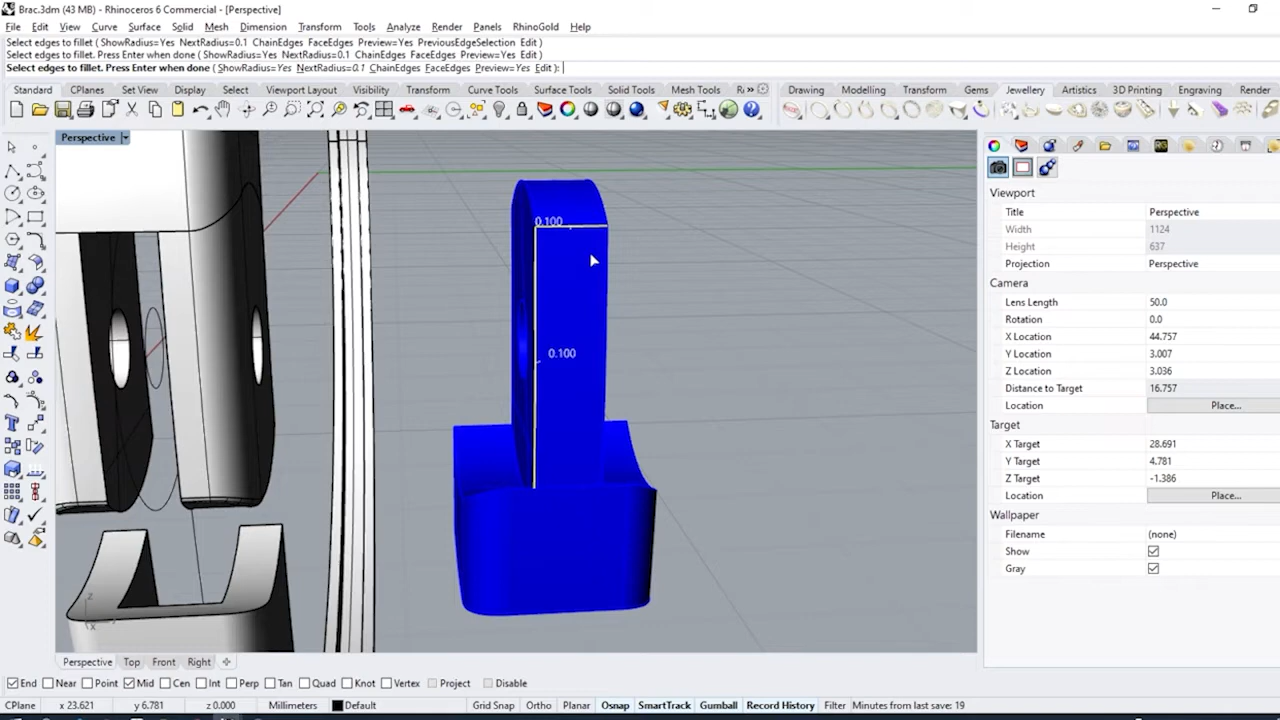 Brac.3dm (43 MB) - Rhinoceros 6 Commercial - [Perspective]
File Edit View Curve Surface Solid Mesh Dimension Transform Tools Analyze Render Panels RhinoGold Help
Select edges to fillet ( ShowRadius=Yes NextRadius=0.1 ChainEdges FaceEdges Preview=Yes PreviousEdgeSelection Edit )
Select edges to fillet. Press Enter when done ( ShowRadius=Yes NextRadius=0.1 ChainEdges FaceEdges Preview=Yes Edit )
Select edges to fillet. Press Enter when done ( ShowRadius=Yes NextRadius=0.1 ChainEdges FaceEdges Preview=Yes Edit ):
Standard CPlanes Set View Display Select Viewport Layout Visibility Transform Curve Tools Surface Tools Solid Tools Mesh Tools Drawing Modelling Transform Gems Jewellery Artistics 3D Printing Engraving Render
Perspective
Viewport
Title Perspective
Width 1124
Height 637
Projection Perspective
Camera
Lens Length 50.0
Rotation 0.0
X Location 44.757
Y Location 3.007
Z Location 3.036
Distance to Target 16.757
Location Place...
Target
X Target 28.691
Y Target 4.781
Z Target -1.386
Location Place...
Wallpaper
Filename (none)
Show
Gray
0.100
0.100
z
x
Perspective Top Front Right
End Near Point Mid Cen Int Perp Tan Quad Knot Vertex Project Disable
CPlane x 23.621 y 6.781 z 0.000 Millimeters Default Grid Snap Ortho Planar Osnap SmartTrack Gumball Record History Filter Minutes from last save: 19